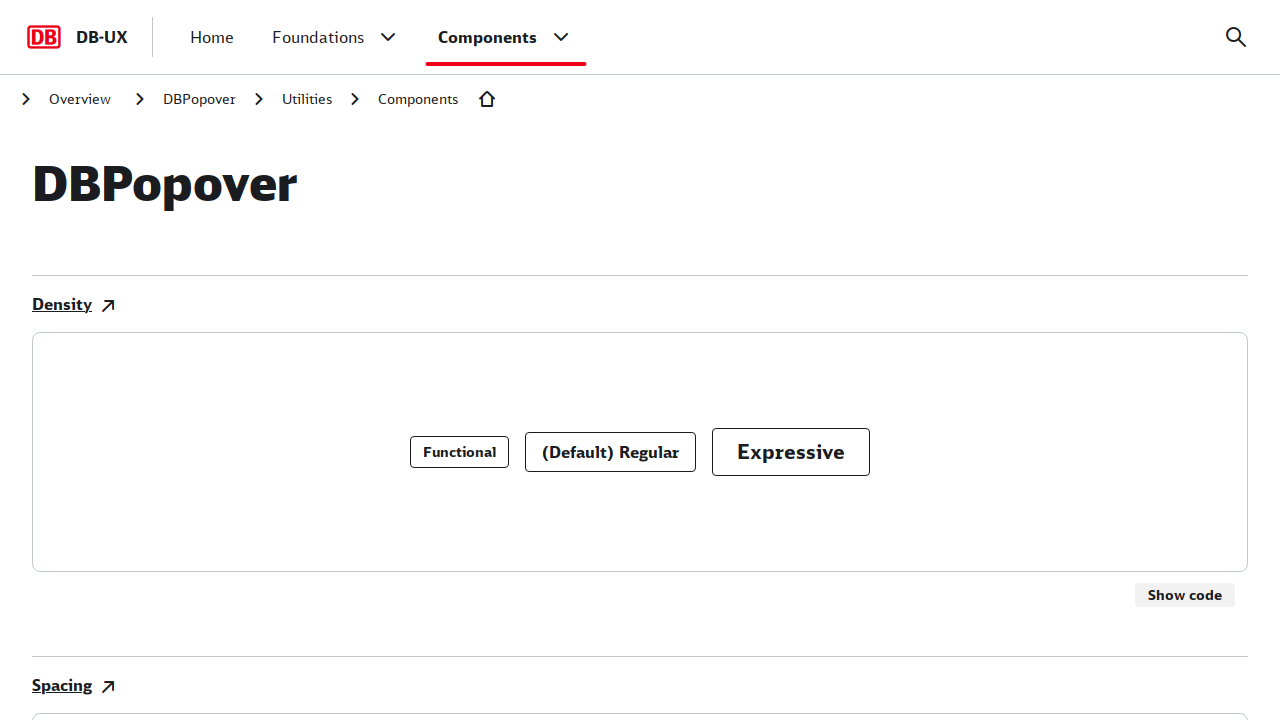 DB DB-UX Home Foundations Components
Overview DBPopover Utilities Components
DBPopover
Density
Functional (Default) Regular Expressive
Show code
Spacing